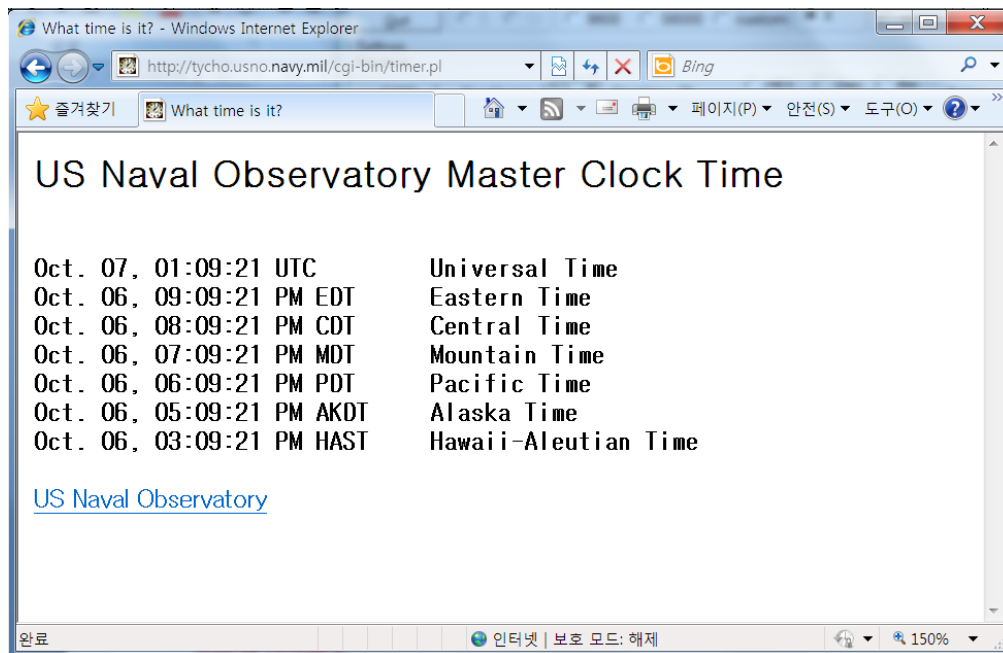 What time is it? - Windows Internet Explorer
http://tycho.usno.navy.mil/cgi-bin/timer.pl Bing
즐겨찾기 What time is it? 페이지(P) 안전(S) 도구(O)
US Naval Observatory Master Clock Time
Oct. 07, 01:09:21 UTC Universal Time
Oct. 06, 09:09:21 PM EDT Eastern Time
Oct. 06, 08:09:21 PM CDT Central Time
Oct. 06, 07:09:21 PM MDT Mountain Time
Oct. 06, 06:09:21 PM PDT Pacific Time
Oct. 06, 05:09:21 PM AKDT Alaska Time
Oct. 06, 03:09:21 PM HAST Hawaii-Aleutian Time
US Naval Observatory
완료 인터넷 | 보호 모드: 해제 150%